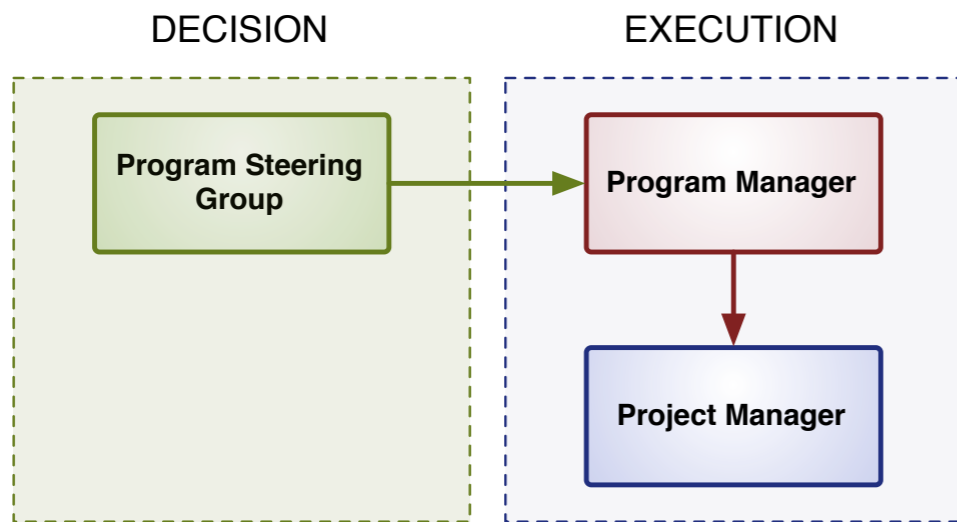 DECISION
EXECUTION
Program Steering
Group
Program Manager
Project Manager